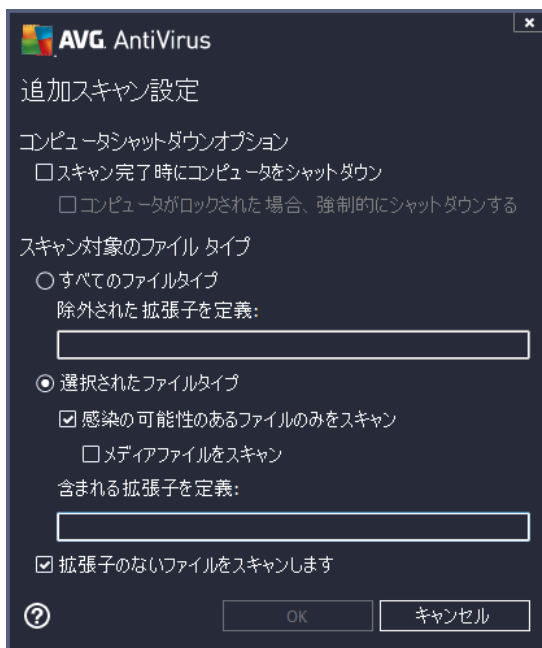 AVG. AntiVirus
追加スキャン設定
コンピュータシャットダウンオプション
スキャン完了時にコンピュータをシャットダウン
コンピュータがロックされた場合、強制的にシャットダウンする
スキャン対象のファイル タイプ
すべてのファイルタイプ
除外された拡張子を定義:
選択されたファイルタイプ
感染の可能性のあるファイルのみをスキャン
メディアファイルをスキャン
含まれる拡張子を定義:
拡張子のないファイルをスキャンします
OK
キャンセル